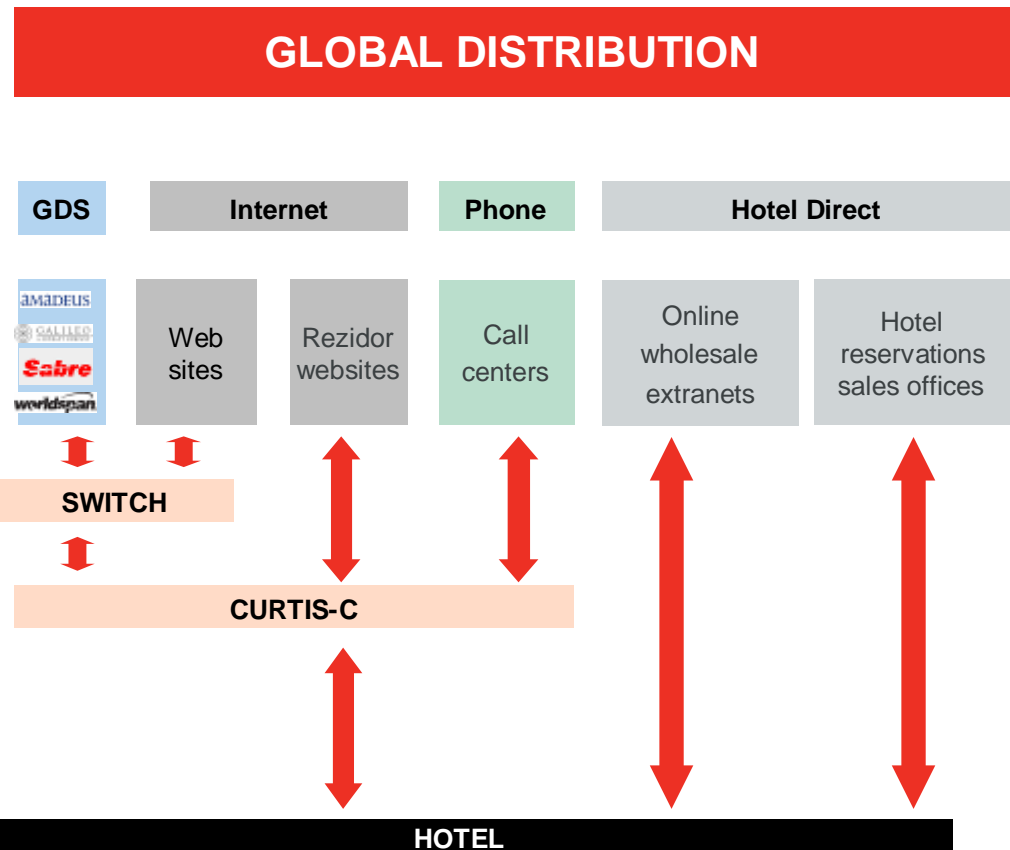 GLOBAL DISTRIBUTION
GDS
Internet
Phone
Hotel Direct
amadeus
GALILEO
Sabre
worldspan
Web
sites
Rezidor
websites
Call
centers
Online
wholesale
extranets
Hotel
reservations
sales offices
SWITCH
CURTIS-C
HOTEL